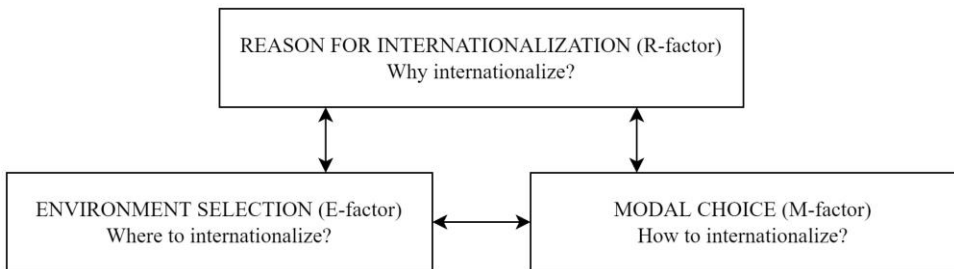 REASON FOR INTERNATIONALIZATION (R-factor)
Why internationalize?
ENVIRONMENT SELECTION (E-factor)
Where to internationalize?
MODAL CHOICE (M-factor)
How to internationalize?